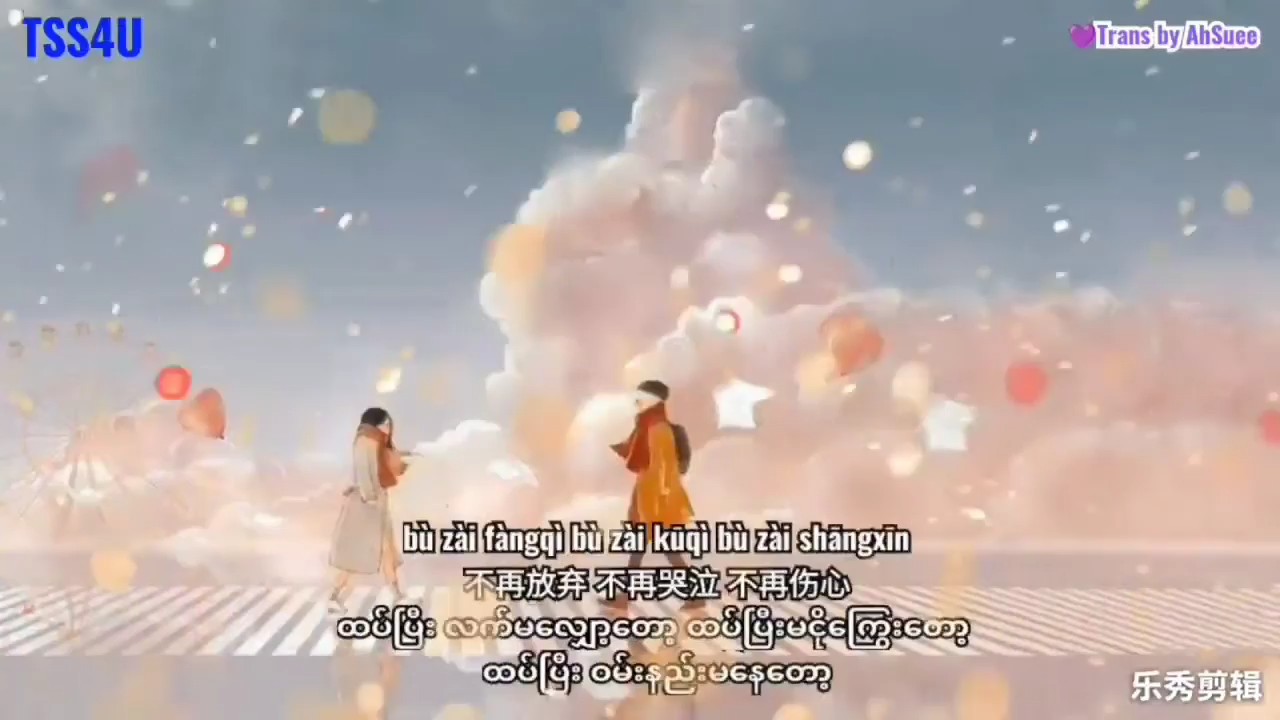 TSS4U
💜Trans by AhSuee
bù zài fàngqì bù zài kūqì bù zài shāngxīn
不再放弃 不再哭泣 不再伤心
ထပ်ပြီး လက်မလျှော့တော့ ထပ်ပြီးမငိုကြွေးတော့
ထပ်ပြီး ဝမ်းနည်းမနေတော့
乐秀剪辑